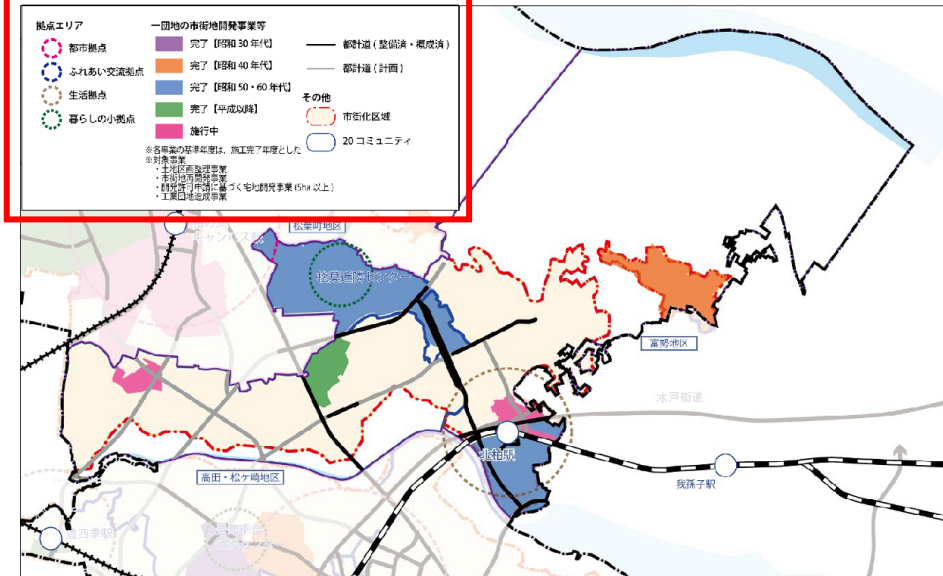 拠点エリア
都市拠点
ふれあい交流拠点
生活拠点
暮らしの小拠点
一団地の市街地開発事業等
完了【昭和30年代】
完了【昭和40年代】
完了【昭和50・60年代】
完了【平成以降】
施行中
都計道(整備済・概成済)
都計道(計画)
その他
市街化区域
20コミュニティ
※各事業の基準年度は、施工完了年度とした
※対象事業
・土地区画整理事業
・市街地再開発事業
・開発許可申請に基づく宅地開発事業(5ha以上)
・工業団地造成事業
松葉町地区
キャンパス駅
松葉近隣センター
富勢地区
水戸街道
北柏駅
高田・松ケ崎地区
我孫子駅
豊四季駅